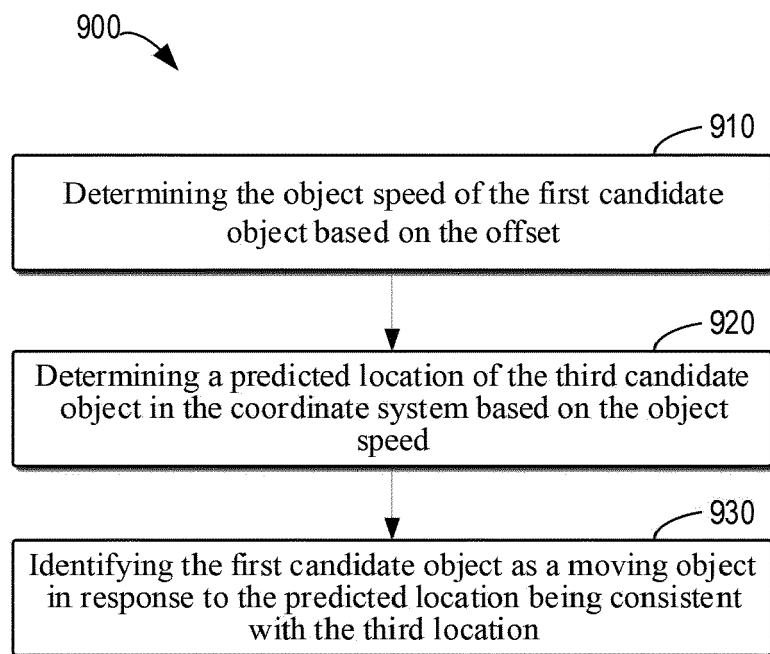 900
910
Determining the object speed of the first candidate
object based on the offset
920
Determining a predicted location of the third candidate
object in the coordinate system based on the object
speed
930
Identifying the first candidate object as a moving object
in response to the predicted location being consistent
with the third location